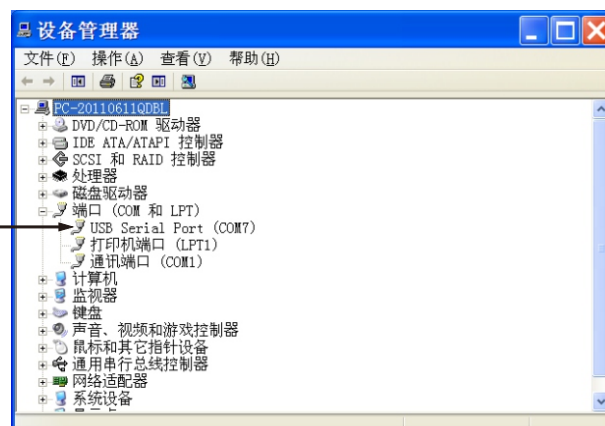 设备管理器
文件(F) 操作(A) 查看(V) 帮助(H)
PC-20110611QDBL
DVD/CD-ROM 驱动器
IDE ATA/ATAPI 控制器
SCSI 和 RAID 控制器
处理器
磁盘驱动器
端口 (COM 和 LPT)
USB Serial Port (COM7)
打印机端口 (LPT1)
通讯端口 (COM1)
计算机
监视器
键盘
声音、视频和游戏控制器
鼠标和其它指针设备
通用串行总线控制器
网络适配器
系统设备